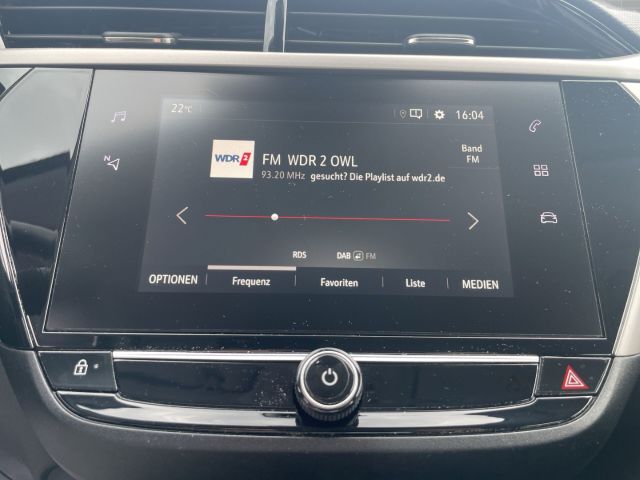 22°C
16:04
WDR 2
FM WDR 2 OWL
Band
FM
93.20 MHz gesucht? Die Playlist auf wdr2.de
N
RDS DAB FM
OPTIONEN Frequenz Favoriten Liste MEDIEN